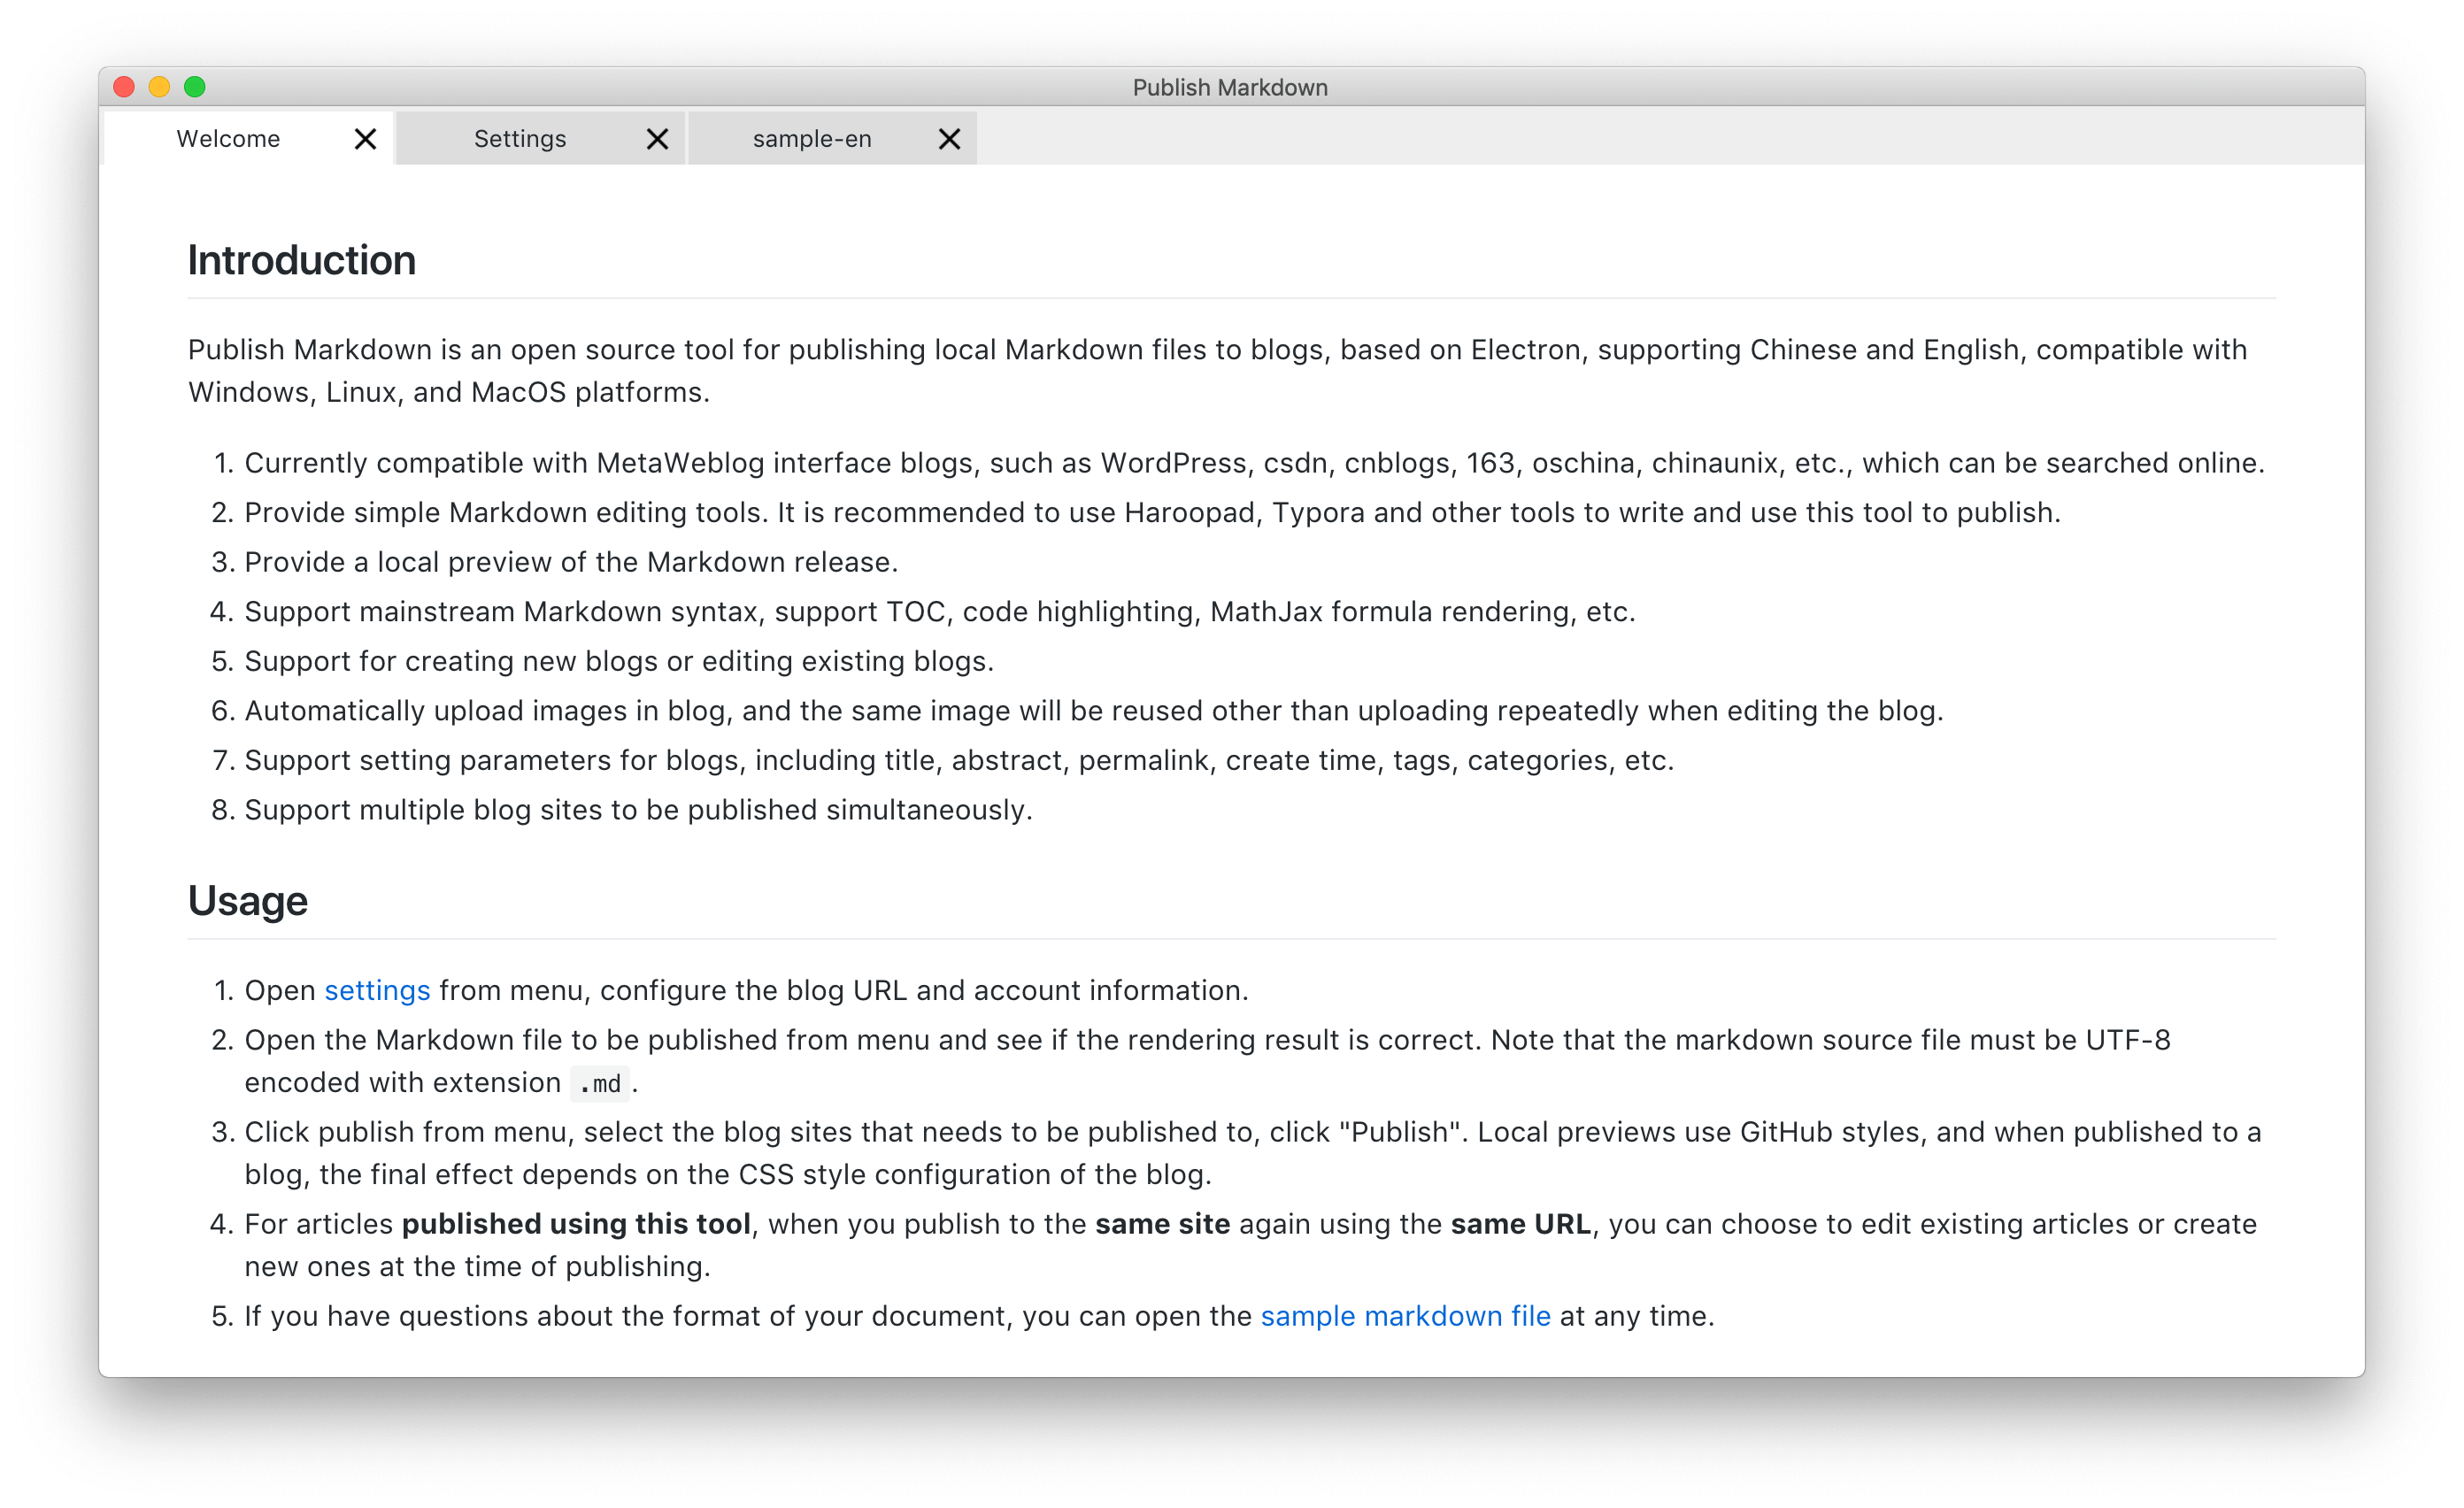 Publish Markdown
Welcome
Settings
sample-en
Introduction
Publish Markdown is an open source tool for publishing local Markdown files to blogs, based on Electron, supporting Chinese and English, compatible with
Windows, Linux, and MacOS platforms.
1. Currently compatible with MetaWeblog interface blogs, such as WordPress, csdn, cnblogs, 163, oschina, chinaunix, etc., which can be searched online.
2. Provide simple Markdown editing tools. It is recommended to use Haroopad, Typora and other tools to write and use this tool to publish.
3. Provide a local preview of the Markdown release.
4. Support mainstream Markdown syntax, support TOC, code highlighting, MathJax formula rendering, etc.
5. Support for creating new blogs or editing existing blogs.
6. Automatically upload images in blog, and the same image will be reused other than uploading repeatedly when editing the blog.
7. Support setting parameters for blogs, including title, abstract, permalink, create time, tags, categories, etc.
8. Support multiple blog sites to be published simultaneously.
Usage
1. Open settings from menu, configure the blog URL and account information.
2. Open the Markdown file to be published from menu and see if the rendering result is correct. Note that the markdown source file must be UTF-8
encoded with extension .md.
3. Click publish from menu, select the blog sites that needs to be published to, click "Publish". Local previews use GitHub styles, and when published to a
blog, the final effect depends on the CSS style configuration of the blog.
4. For articles published using this tool, when you publish to the same site again using the same URL, you can choose to edit existing articles or create
new ones at the time of publishing.
5. If you have questions about the format of your document, you can open the sample markdown file at any time.